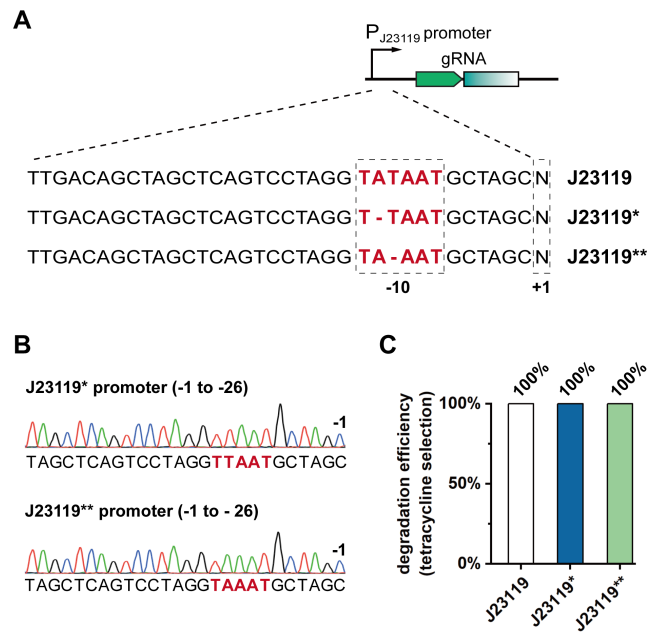 A
PJ23119 promoter
gRNA
TTGACAGCTAGCTCAGTCCTAGG TATAAT GCTAGC N J23119
TTGACAGCTAGCTCAGTCCTAGG T-TAAT GCTAGC N J23119*
TTGACAGCTAGCTCAGTCCTAGG TA-AAT GCTAGC N J23119**
-10 +1
B
J23119* promoter (-1 to -26)
-1
TAGCTCAGTCCTAGGTTAATGCTAGC
J23119** promoter (-1 to - 26)
-1
TAGCTCAGTCCTAGGTAAATGCTAGC
C
degradation efficiency
(tetracycline selection)
100% 100% 100%
100%
50%
0%
J23119 J23119* J23119**